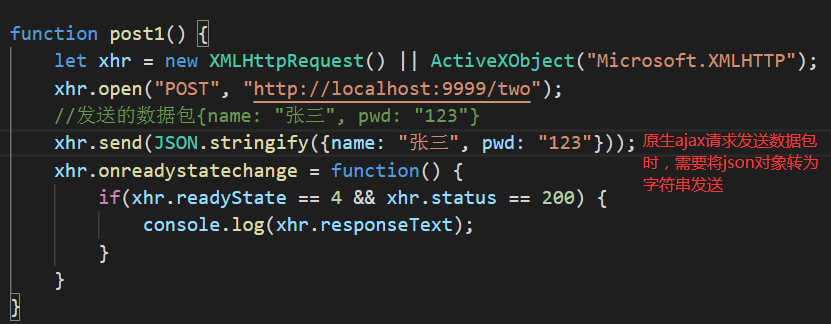 function post1() {
let xhr = new XMLHttpRequest() || ActiveXObject("Microsoft.XMLHTTP");
xhr.open("POST", "http://localhost:9999/two");
//发送的数据包{name: "张三", pwd: "123"}
xhr.send(JSON.stringify({name: "张三", pwd: "123"}));
原生ajax请求发送数据包
时，需要将json对象转为
字符串发送
xhr.onreadystatechange = function() {
if(xhr.readyState == 4 && xhr.status == 200) {
console.log(xhr.responseText);
}
}
}